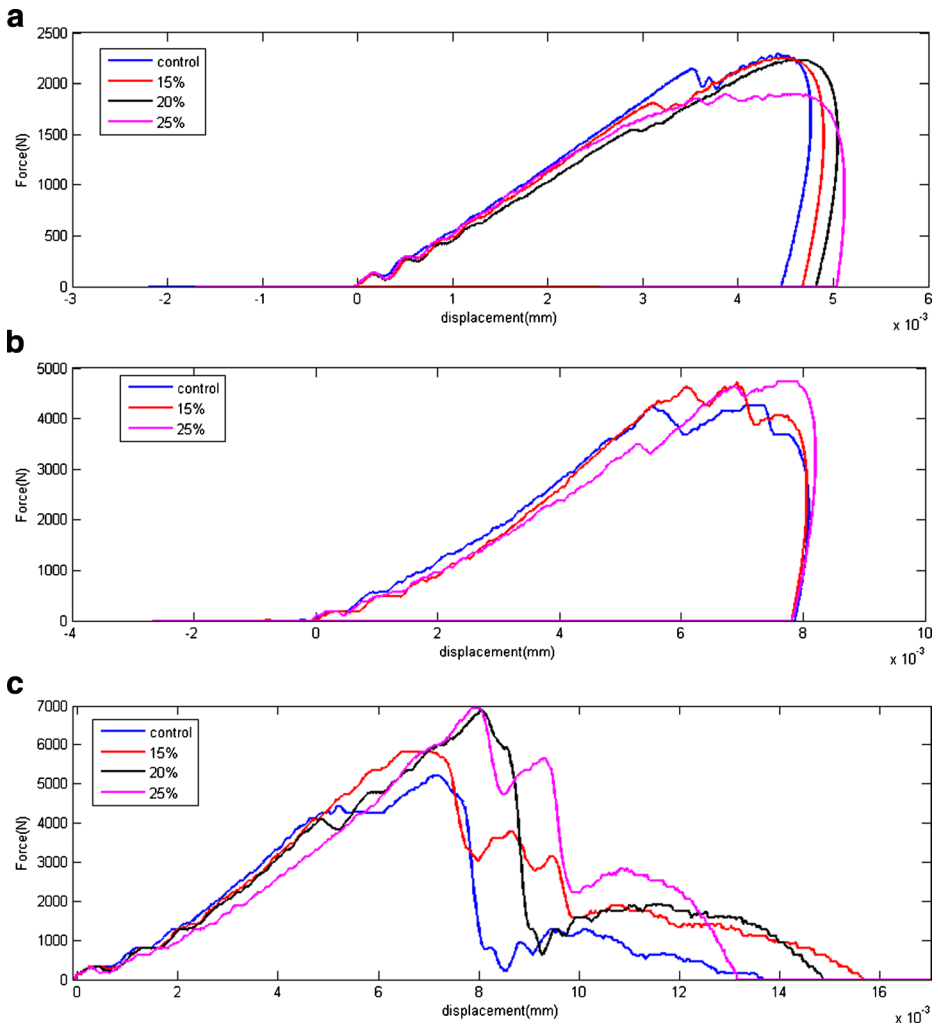 a
2500
2000
1500
1000
500
0
Force(N)
control
15%
20%
25%
-3 -2 -1 0 1 2 3 4 5 6
displacement(mm)
x 10⁻³
b
5000
4000
3000
2000
1000
0
Force(N)
control
15%
25%
-4 -2 0 2 4 6 8 10
displacement(mm)
x 10⁻³
c
7000
6000
5000
4000
3000
2000
1000
0
Force(N)
control
15%
20%
25%
0 2 4 6 8 10 12 14 16
displacement(mm)
x 10⁻³